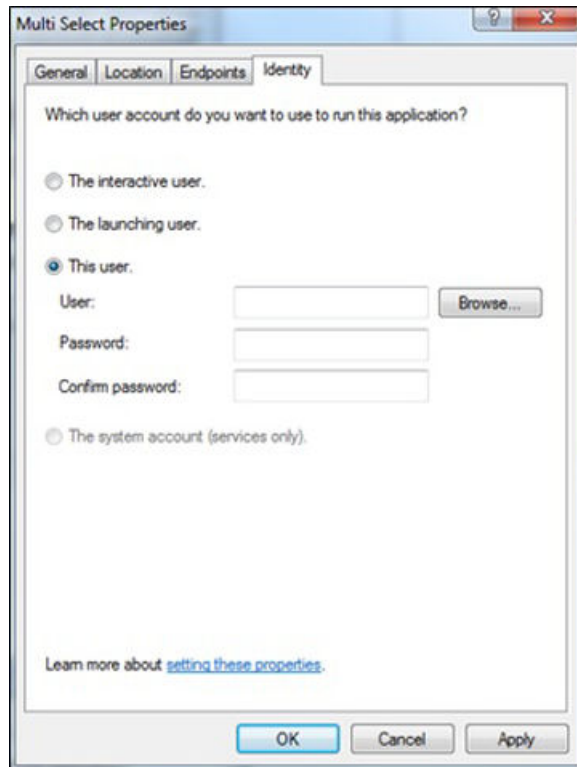 Multi Select Properties
General Location Endpoints Identity
Which user account do you want to use to run this application?
The interactive user.
The launching user.
This user.
User: Browse...
Password:
Confirm password:
The system account (services only).
Learn more about setting these properties.
OK Cancel Apply